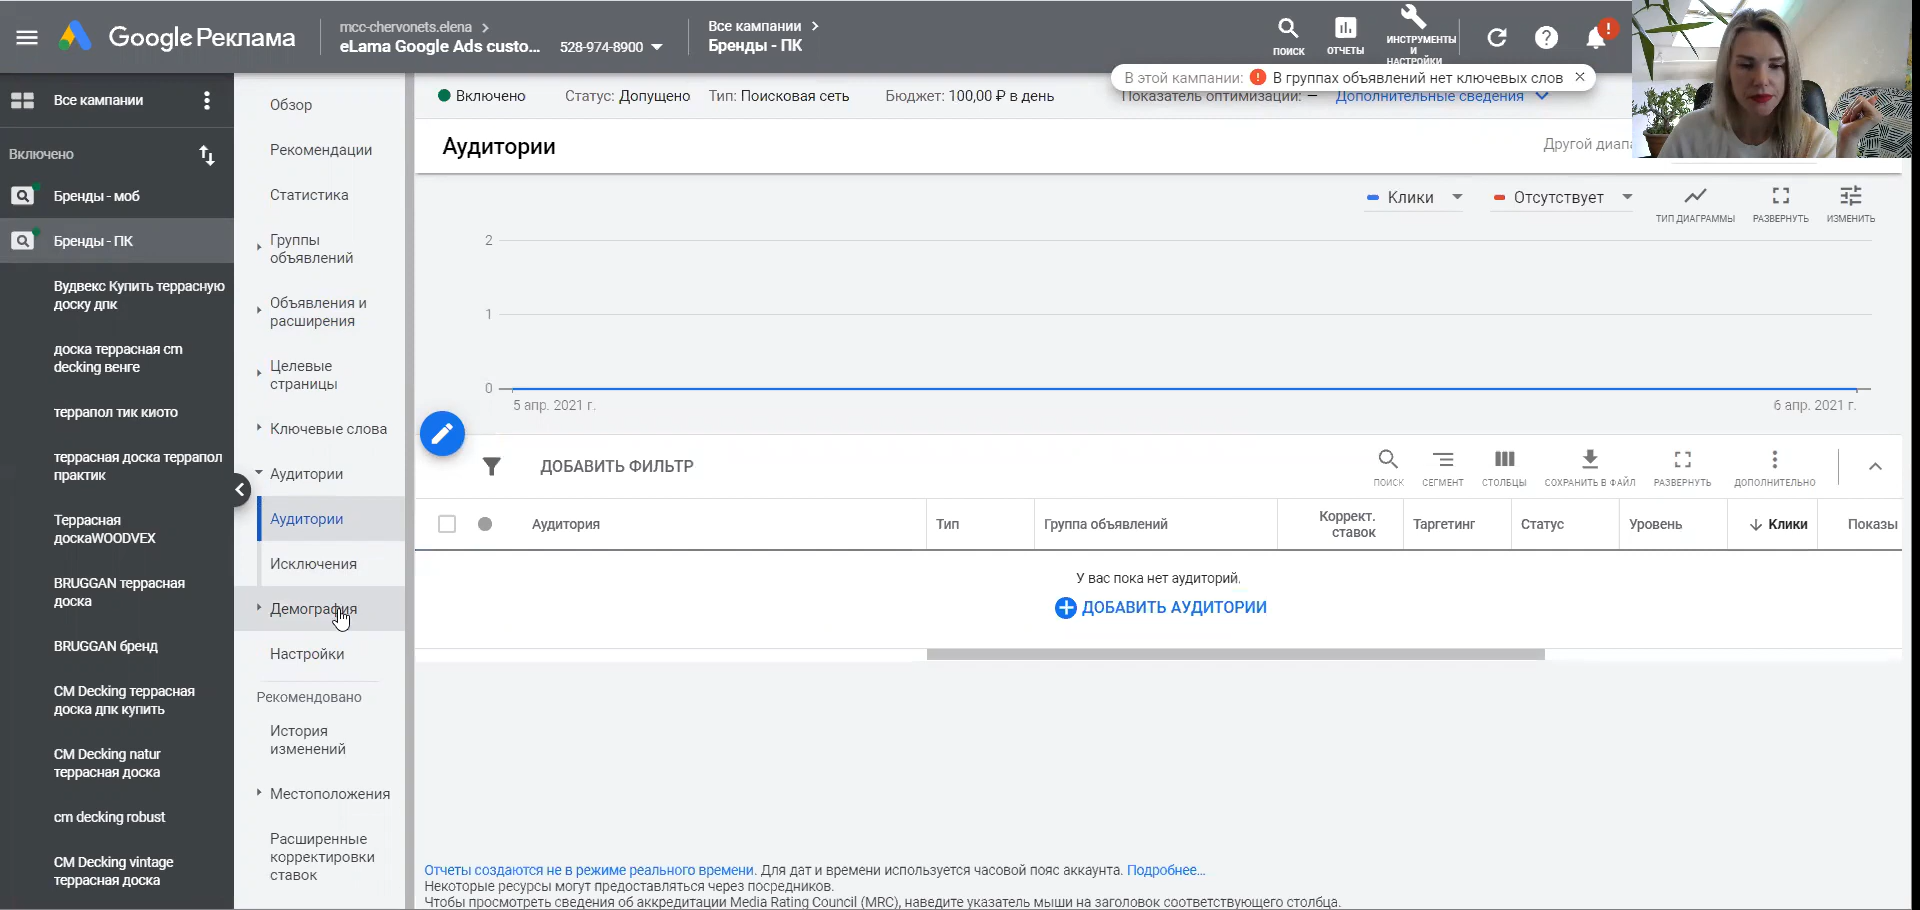 Google Реклама
mcc-chervonets.elena
eLama Google Ads custo...
528-974-8900
Все кампании
Бренды - ПК
ПОИСК
ОТЧЕТЫ
ИНСТРУМЕНТЫ
И
НАСТРОЙКИ
В этой кампании: В группах объявлений нет ключевых слов
Все кампании
Включено
Бренды - моб
Бренды - ПК
Вудвекс Купить террасную
доску дпк
доска террасная cm
decking венге
террапол тик киото
террасная доска террапол
практик
Террасная
доскаWOODVEX
BRUGGAN террасная
доска
BRUGGAN бренд
CM Decking террасная
доска дпк купить
CM Decking natur
террасная доска
cm decking robust
CM Decking vintage
террасная доска
Обзор
Рекомендации
Статистика
Группы
объявлений
Объявления и
расширения
Целевые
страницы
Ключевые слова
Аудитории
Аудитории
Исключения
Демография
Настройки
Рекомендовано
История
изменений
Местоположения
Расширенные
корректировки
ставок
Включено Статус: Допущено Тип: Поисковая сеть Бюджет: 100,00 ₽ в день Показатель оптимизации: – Дополнительные сведения
Аудитории
Другой диапа
Клики
Отсутствует
ТИП ДИАГРАММЫ
РАЗВЕРНУТЬ
ИЗМЕНИТЬ
2
1
0
5 апр. 2021 г.
6 апр. 2021 г.
ДОБАВИТЬ ФИЛЬТР
ПОИСК
СЕГМЕНТ
СТОЛБЦЫ
СОХРАНИТЬ В ФАЙЛ
РАЗВЕРНУТЬ
ДОПОЛНИТЕЛЬНО
Аудитория
Тип
Группа объявлений
Коррект.
ставок
Таргетинг
Статус
Уровень
Клики
Показы
У вас пока нет аудиторий.
ДОБАВИТЬ АУДИТОРИИ
Отчеты создаются не в режиме реального времени. Для дат и времени используется часовой пояс аккаунта. Подробнее...
Некоторые ресурсы могут предоставляться через посредников.
Чтобы просмотреть сведения об аккредитации Media Rating Council (MRC), наведите указатель мыши на заголовок соответствующего столбца.